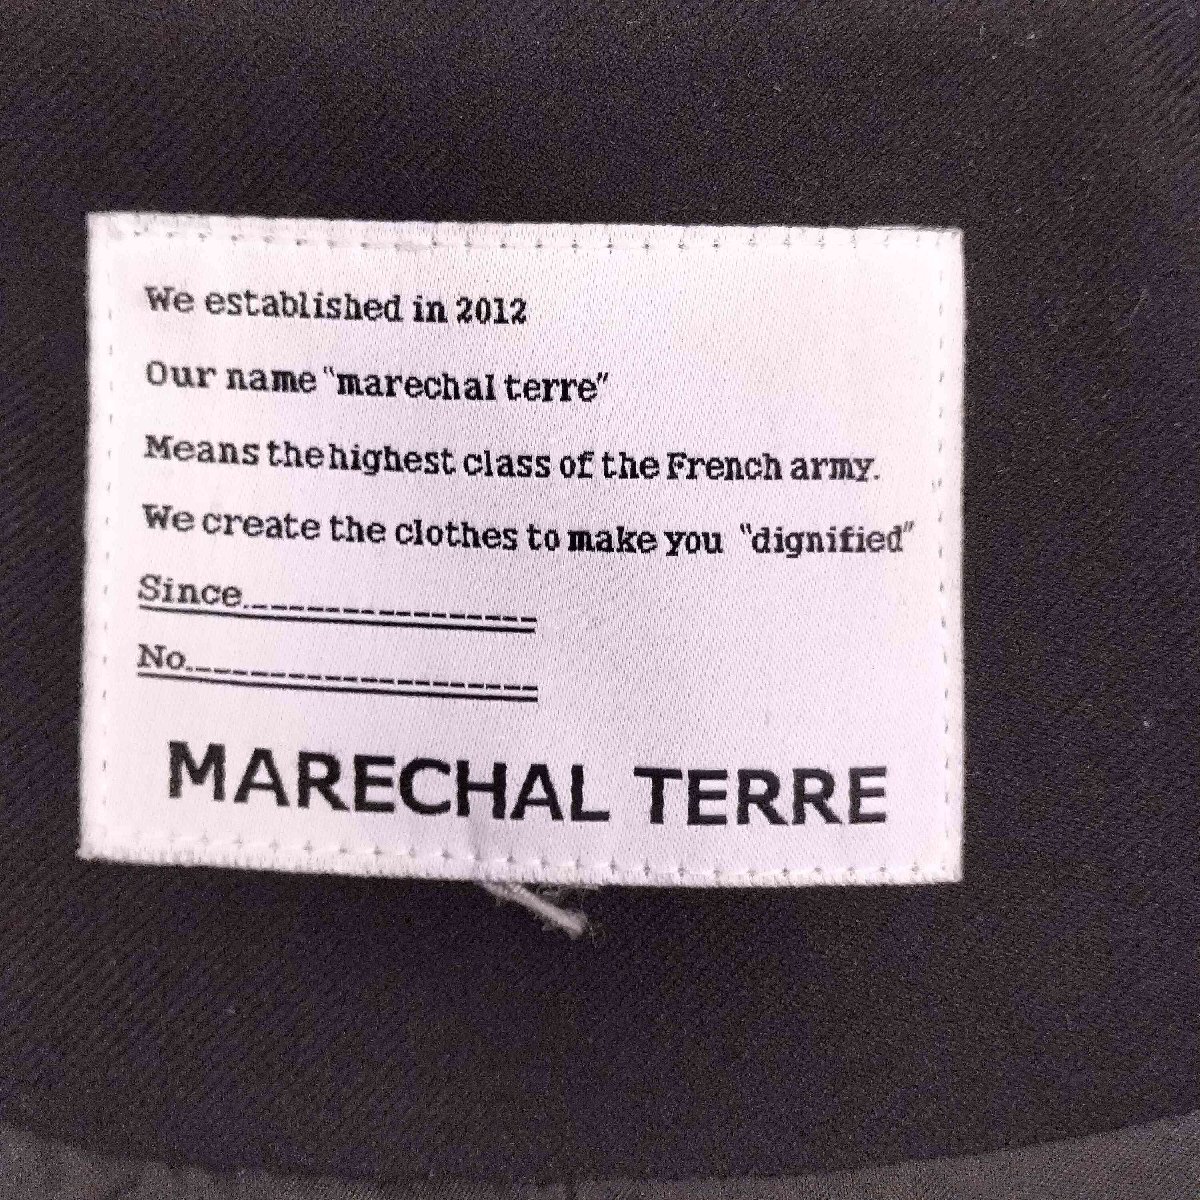 We established in 2012
Our name "marechal terre"
Means the highest class of the French army.
We create the clothes to make you "dignified"
Since
No.
MARECHAL TERRE